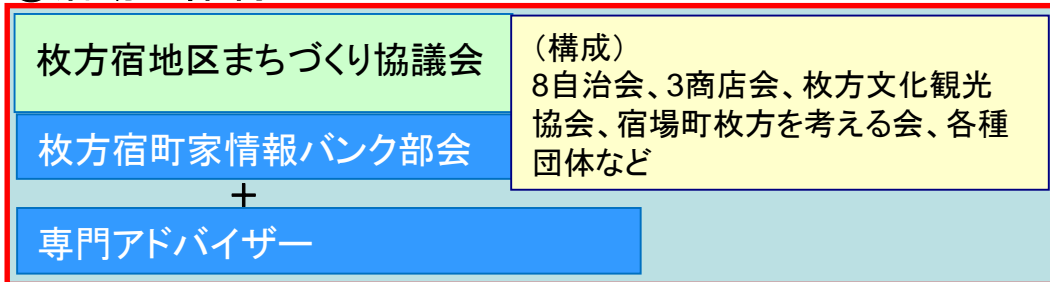 枚方宿地区まちづくり協議会
(構成)
8自治会、3商店会、枚方文化観光
協会、宿場町枚方を考える会、各種
団体など
枚方宿町家情報バンク部会
+
専門アドバイザー